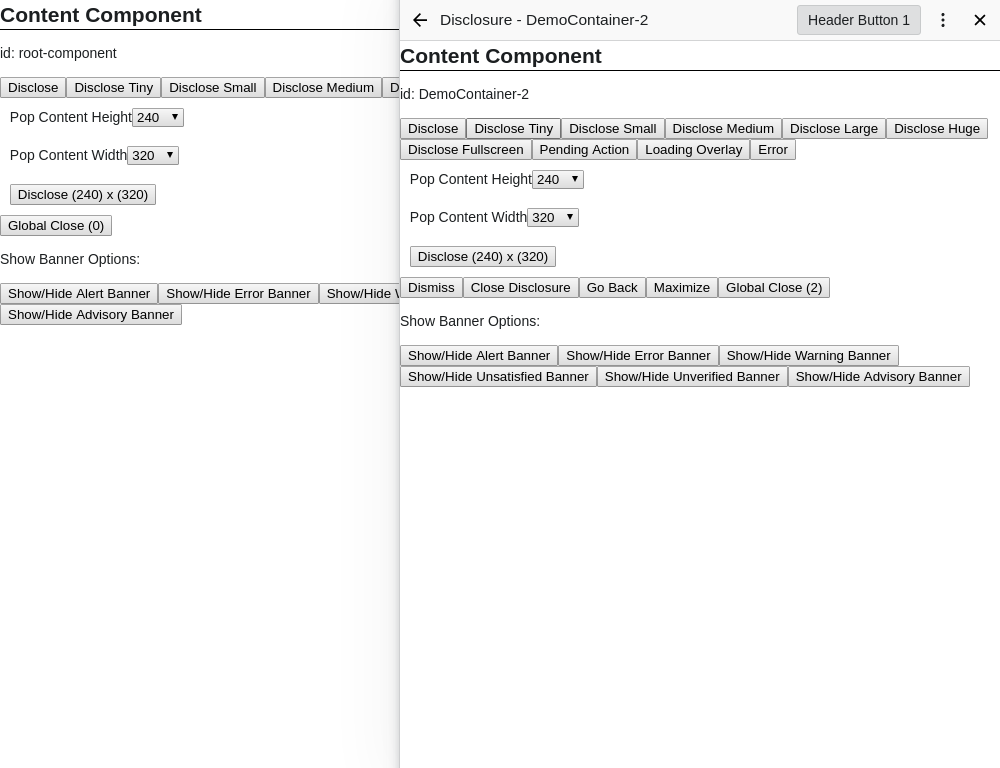 Content Component
id: root-component
Disclose Disclose Tiny Disclose Small Disclose Medium D
Pop Content Height 240
Pop Content Width 320
Disclose (240) x (320)
Global Close (0)
Show Banner Options:
Show/Hide Alert Banner Show/Hide Error Banner Show/Hide
Show/Hide Advisory Banner
Disclosure - DemoContainer-2 Header Button 1
Content Component
id: DemoContainer-2
Disclose Disclose Tiny Disclose Small Disclose Medium Disclose Large Disclose Huge
Disclose Fullscreen Pending Action Loading Overlay Error
Pop Content Height 240
Pop Content Width 320
Disclose (240) x (320)
Dismiss Close Disclosure Go Back Maximize Global Close (2)
Show Banner Options:
Show/Hide Alert Banner Show/Hide Error Banner Show/Hide Warning Banner
Show/Hide Unsatisfied Banner Show/Hide Unverified Banner Show/Hide Advisory Banner